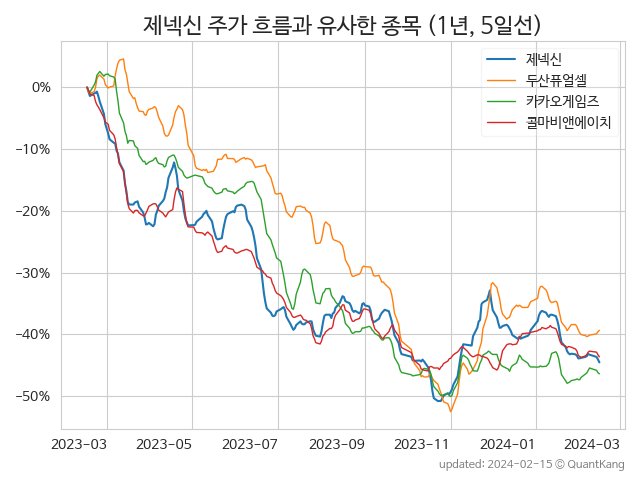 제넥신 주가 흐름과 유사한 종목 (1년, 5일선)
제넥신
두산퓨얼셀
카카오게임즈
콜마비앤에이치
0%
−10%
−20%
−30%
−40%
−50%
2023-03 2023-05 2023-07 2023-09 2023-11 2024-01 2024-03
updated: 2024-02-15 © QuantKang